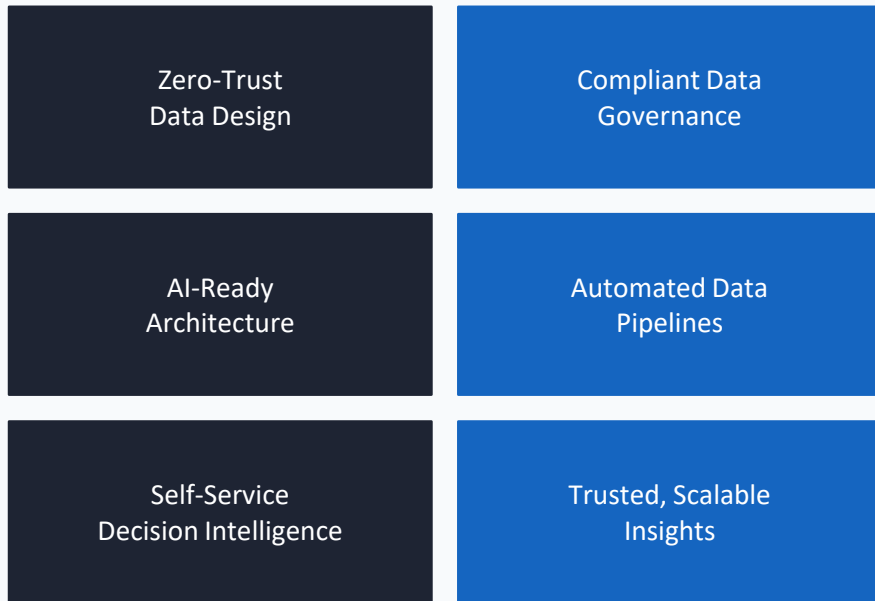 Zero-Trust
Data Design
Compliant Data
Governance
AI-Ready
Architecture
Automated Data
Pipelines
Self-Service
Decision Intelligence
Trusted, Scalable
Insights